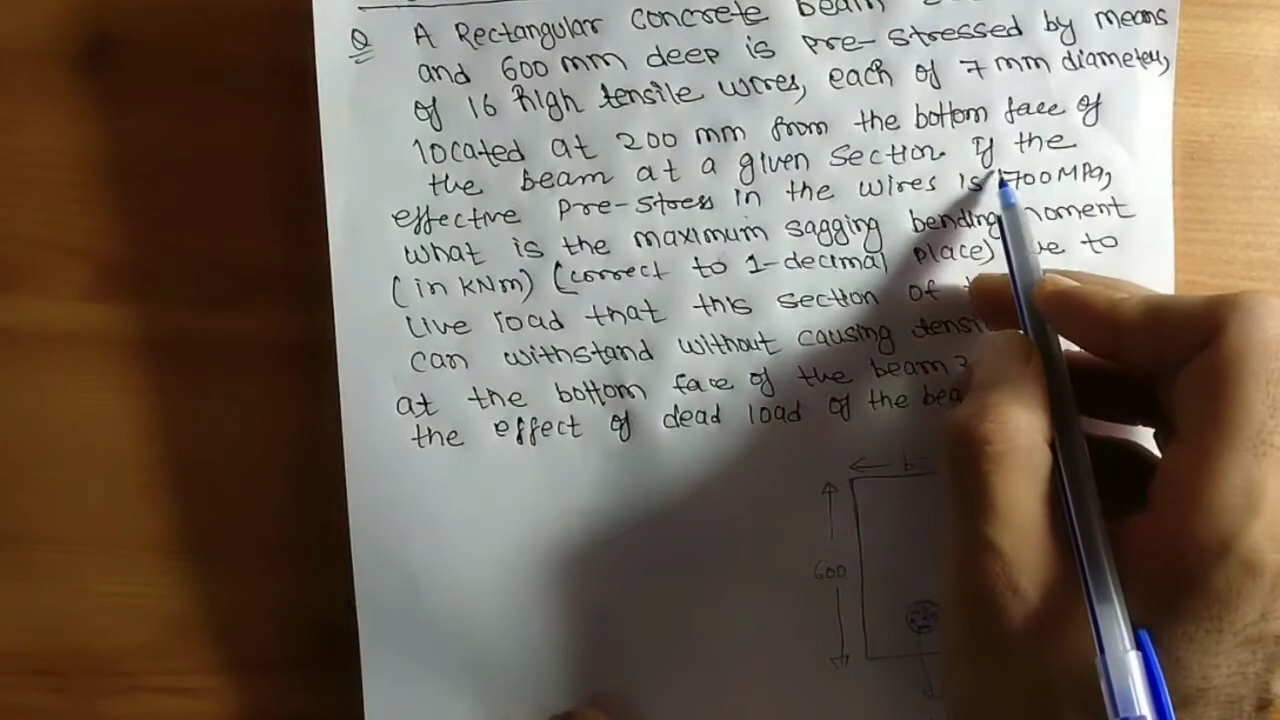 Q A Rectangular concrete beam
and 600 mm deep is pre-stressed by means
of 16 high tensile wires, each of 7 mm diameter,
located at 200 mm from the bottom face of
the beam at a given section. If the
effective pre-stress in the wires is 700 MPa,
what is the maximum sagging bending moment
(in kNm) (correct to 1-decimal place) to
Live load that this section of
can withstand without causing
at the bottom face of the beam?
the effect of dead load of the
b
600